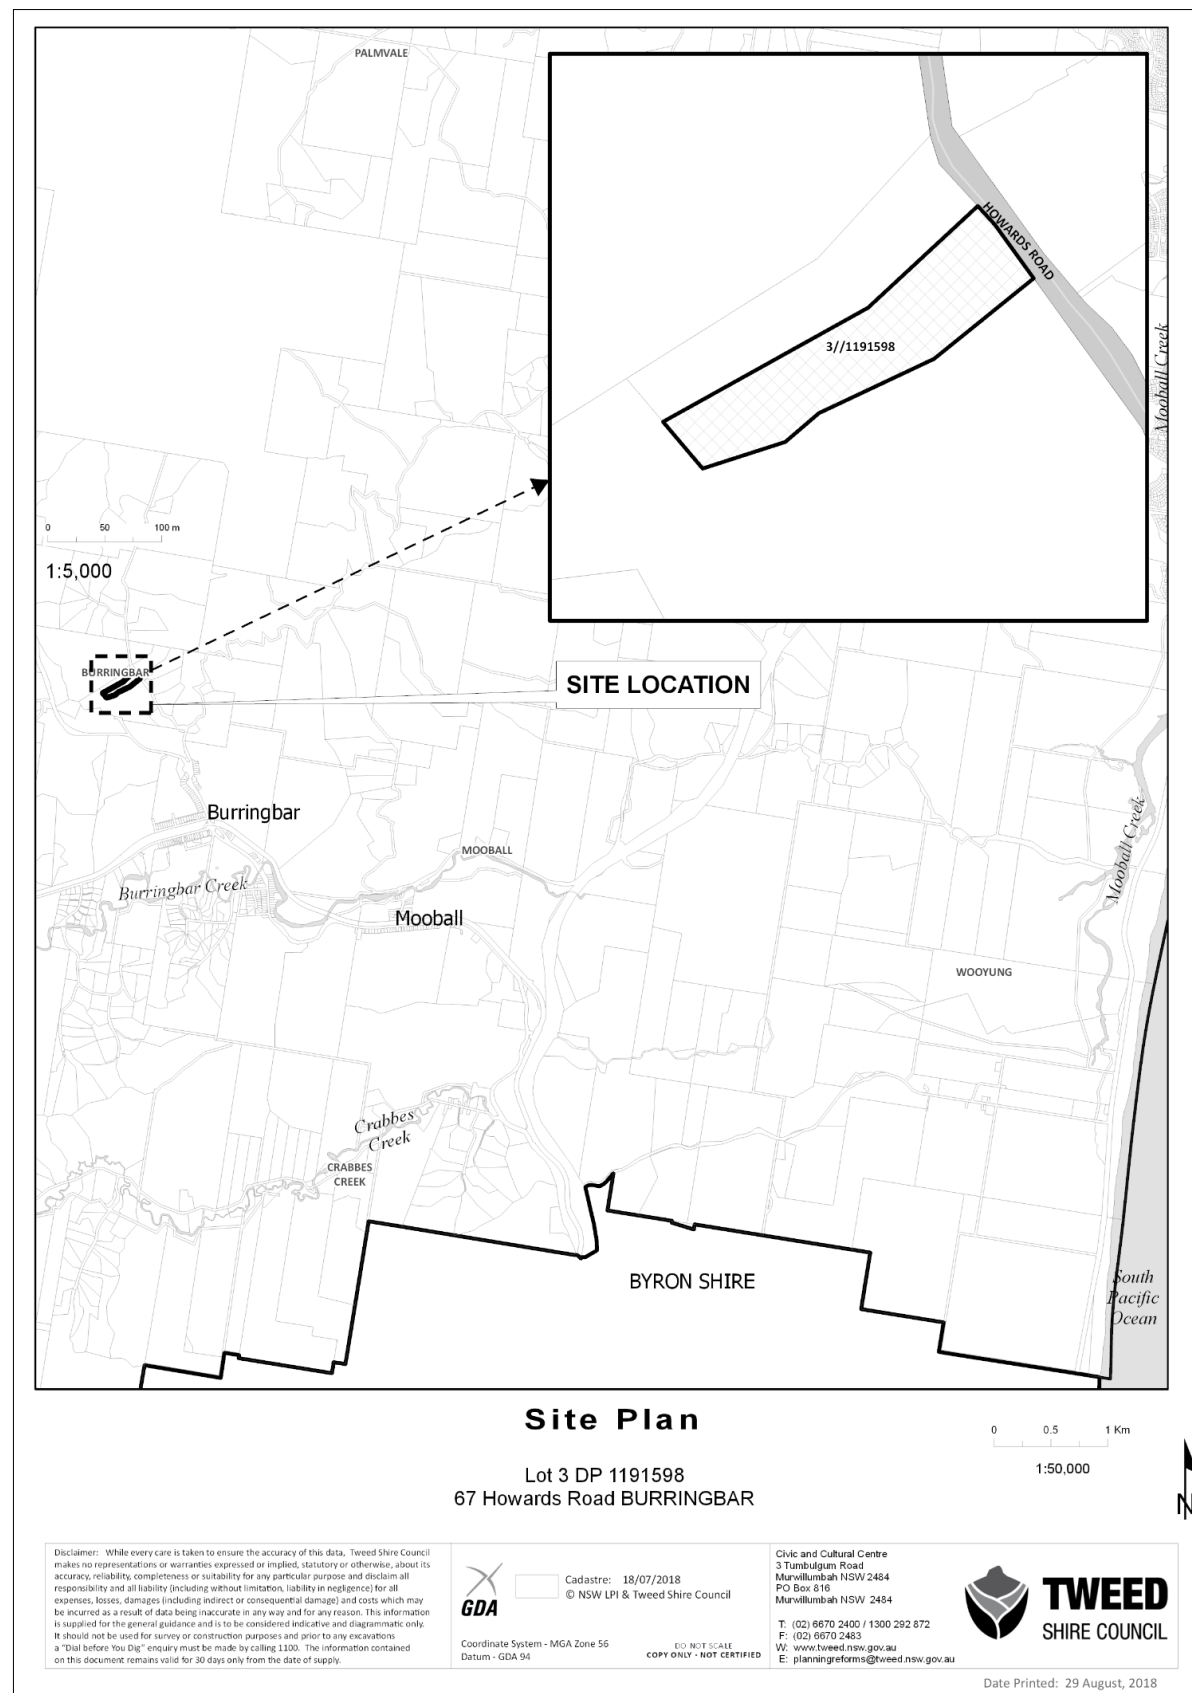 PALMVALE
HOWARDS ROAD
3//1191598
Mooball Creek
0 50 100 m
1:5,000
BURRINGBAR
SITE LOCATION
Burringbar
MOOBALL
Mooball Creek
Burringbar Creek
Mooball
WOOYUNG
Crabbes
Creek
CRABBES
CREEK
BYRON SHIRE
South
Pacific
Ocean
Site Plan
0 0.5 1 Km
1:50,000
Lot 3 DP 1191598
67 Howards Road BURRINGBAR
N
Disclaimer: While every care is taken to ensure the accuracy of this data, Tweed Shire Council
makes no representations or warranties expressed or implied, statutory or otherwise, about its
accuracy, reliability, completeness or suitability for any particular purpose and disclaim all
responsibility and all liability (including without limitation, liability in negligence) for all
expenses, losses, damages (including indirect or consequential damage) and costs which may
be incurred as a result of data being inaccurate in any way and for any reason. This information
is supplied for the general guidance and is to be considered indicative and diagrammatic only.
It should not be used for survey or construction purposes and prior to any excavations
a "Dial before You Dig" enquiry must be made by calling 1100. The information contained
on this document remains valid for 30 days only from the date of supply.
GDA
Cadastre: 18/07/2018
© NSW LPI & Tweed Shire Council
Coordinate System - MGA Zone 56
Datum - GDA 94
DO NOT SCALE
COPY ONLY - NOT CERTIFIED
Civic and Cultural Centre
3 Tumbulgum Road
Murwillumbah NSW 2484
PO Box 816
Murwillumbah NSW 2484
T: (02) 6670 2400 / 1300 292 872
F: (02) 6670 2483
W: www.tweed.nsw.gov.au
E: planningreforms@tweed.nsw.gov.au
TWEED
SHIRE COUNCIL
Date Printed: 29 August, 2018